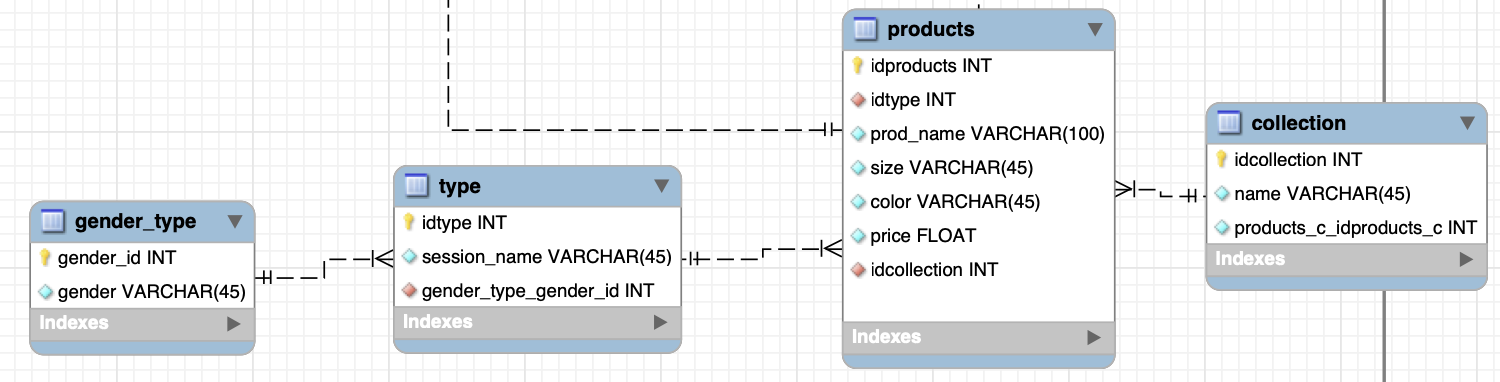 gender_type
gender_id INT
gender VARCHAR(45)
Indexes
type
idtype INT
session_name VARCHAR(45)
gender_type_gender_id INT
Indexes
products
idproducts INT
idtype INT
prod_name VARCHAR(100)
size VARCHAR(45)
color VARCHAR(45)
price FLOAT
idcollection INT
Indexes
collection
idcollection INT
name VARCHAR(45)
products_c_idproducts_c INT
Indexes